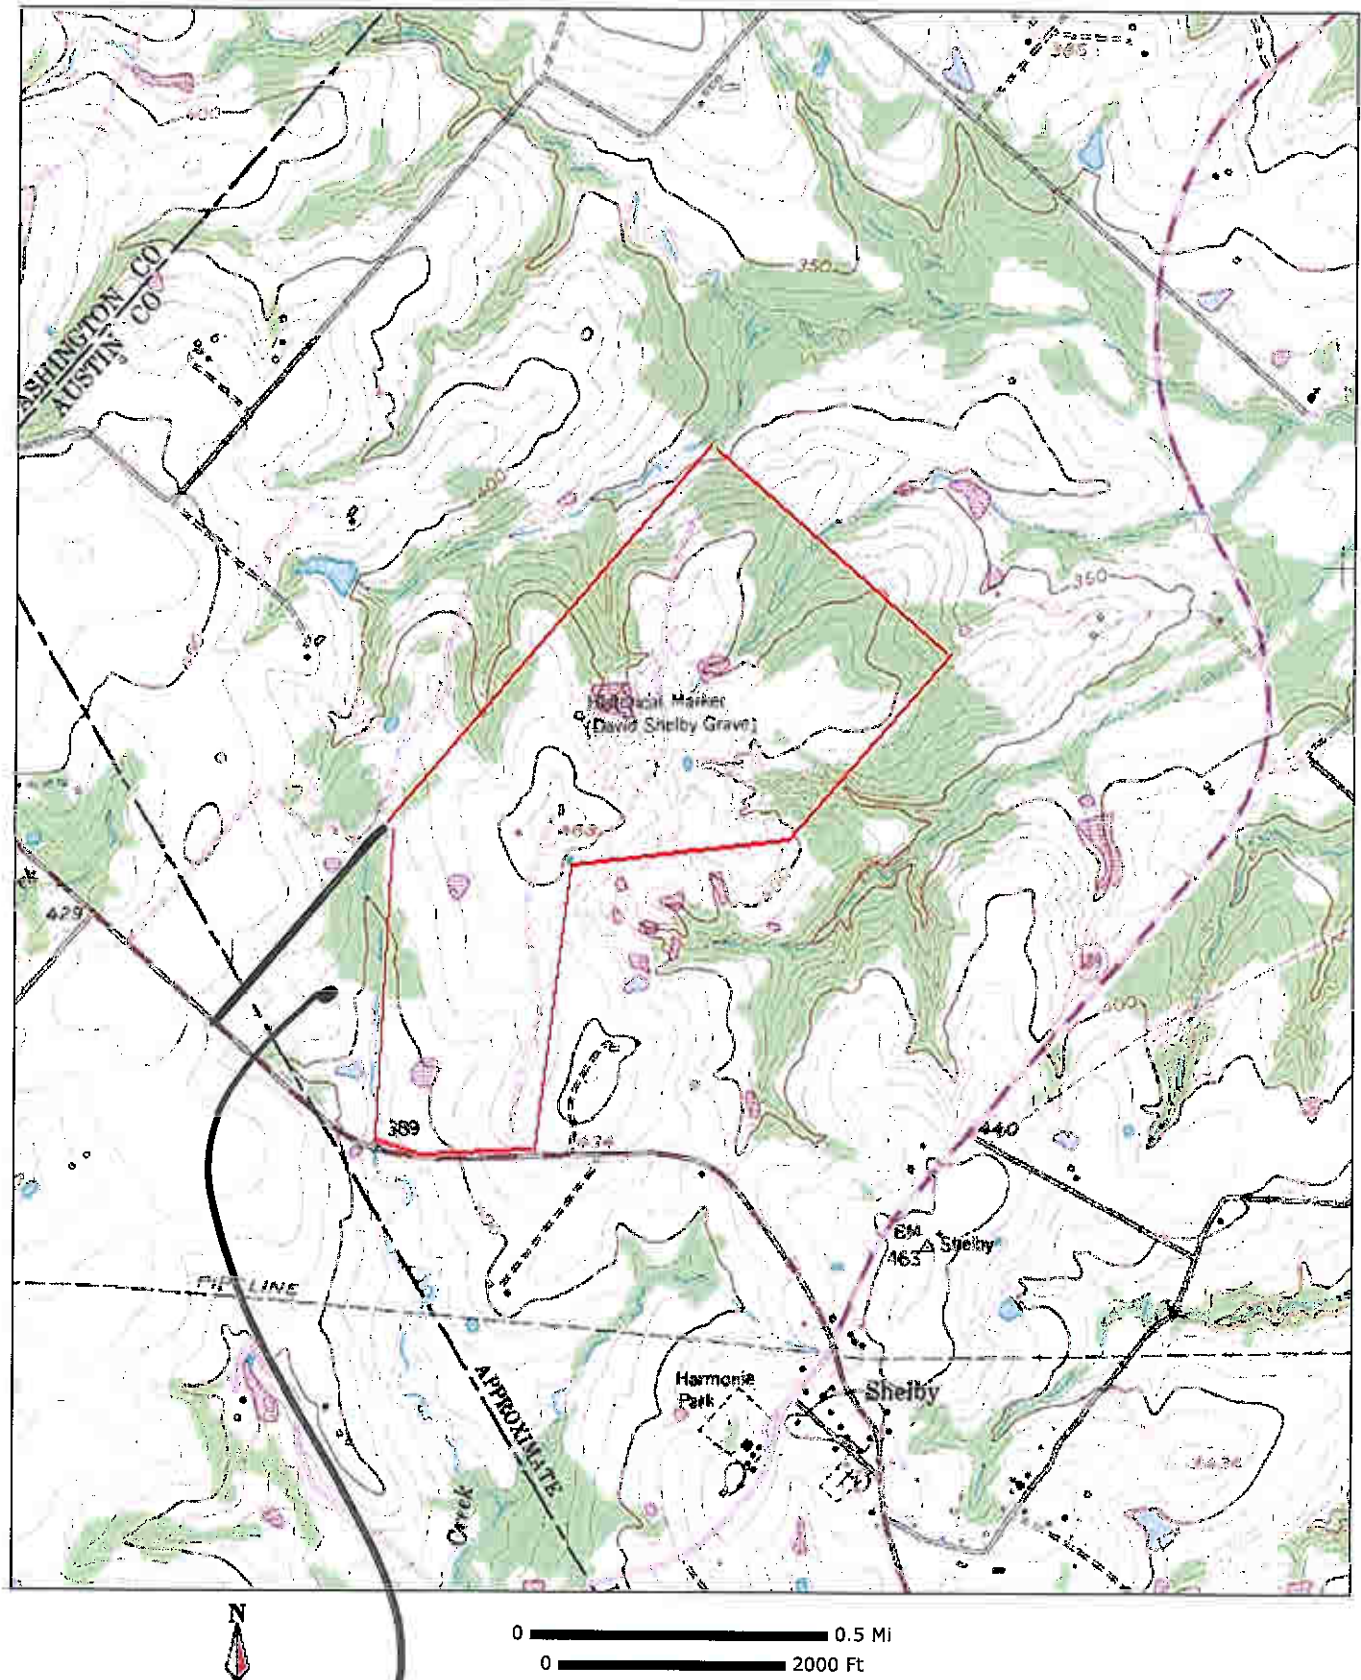 385
400
WASHINGTON CO
AUSTIN CO
350
400
350
Historical Marker
[David Shelby Grave]
463
429
400
389
434
440
BM
463
Shelby
PIPELINE
APPROXIMATE
Harmonie
Park
Shelby
Creek
N
0
0.5 Mi
0
2000 Ft